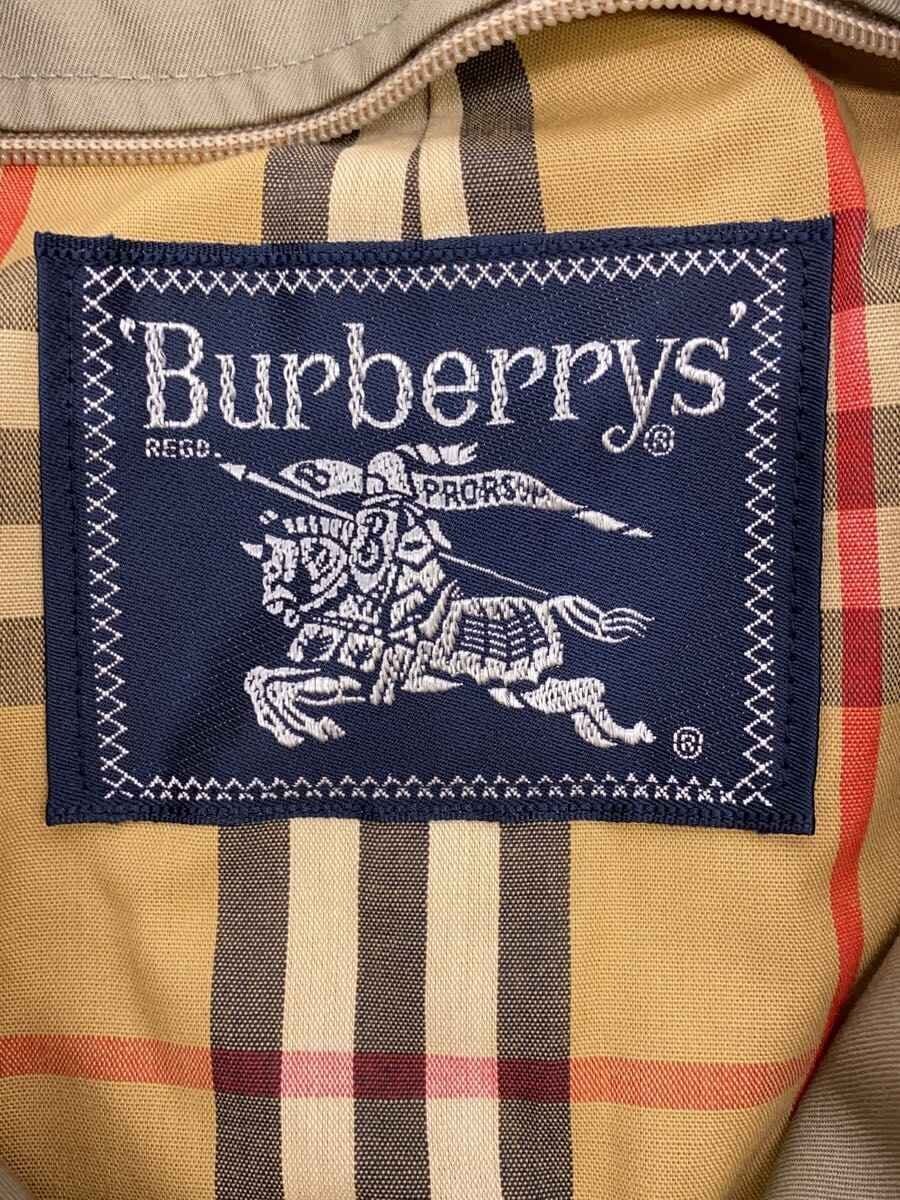 'Burberrys'
REGD. ®
B PRORSUM
®